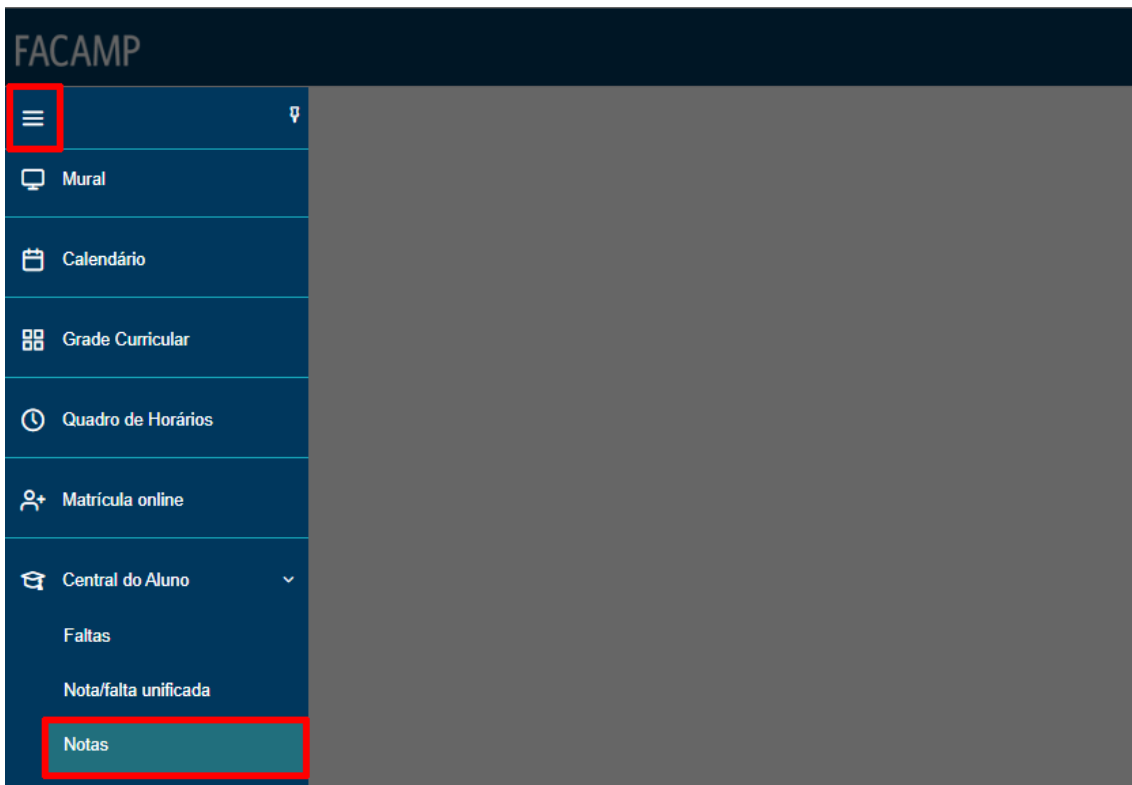 FACAMP
Mural
Calendário
Grade Curricular
Quadro de Horários
Matrícula online
Central do Aluno
Faltas
Nota/falta unificada
Notas